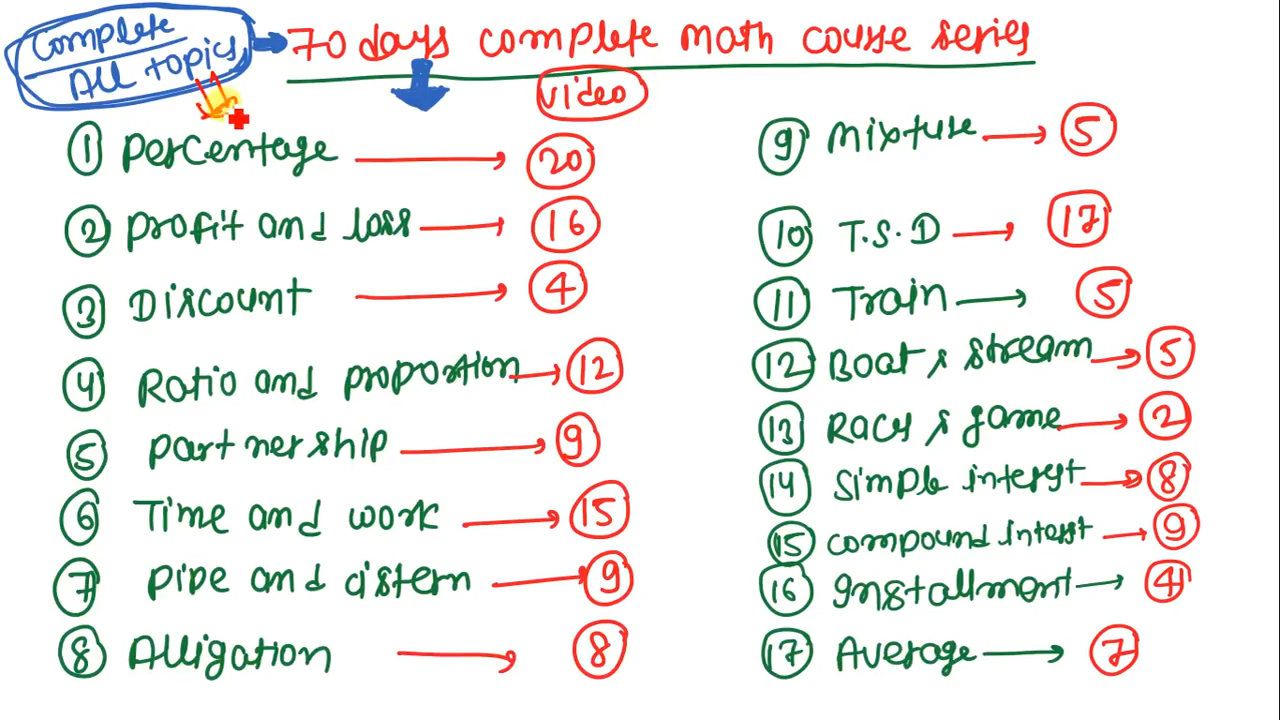 Complete
All topics
70 days complete math course series
video
1 Percentage 20
2 Profit and loss 16
3 Discount 4
4 Ratio and proportion 12
5 Partnership 9
6 Time and work 15
7 Pipe and cistern 9
8 Alligation 8
9 Mixture 5
10 T.S.D 17
11 Train 5
12 Boat & stream 5
13 Races & game 2
14 Simple interest 8
15 compound interst 9
16 Installment 4
17 Average 7